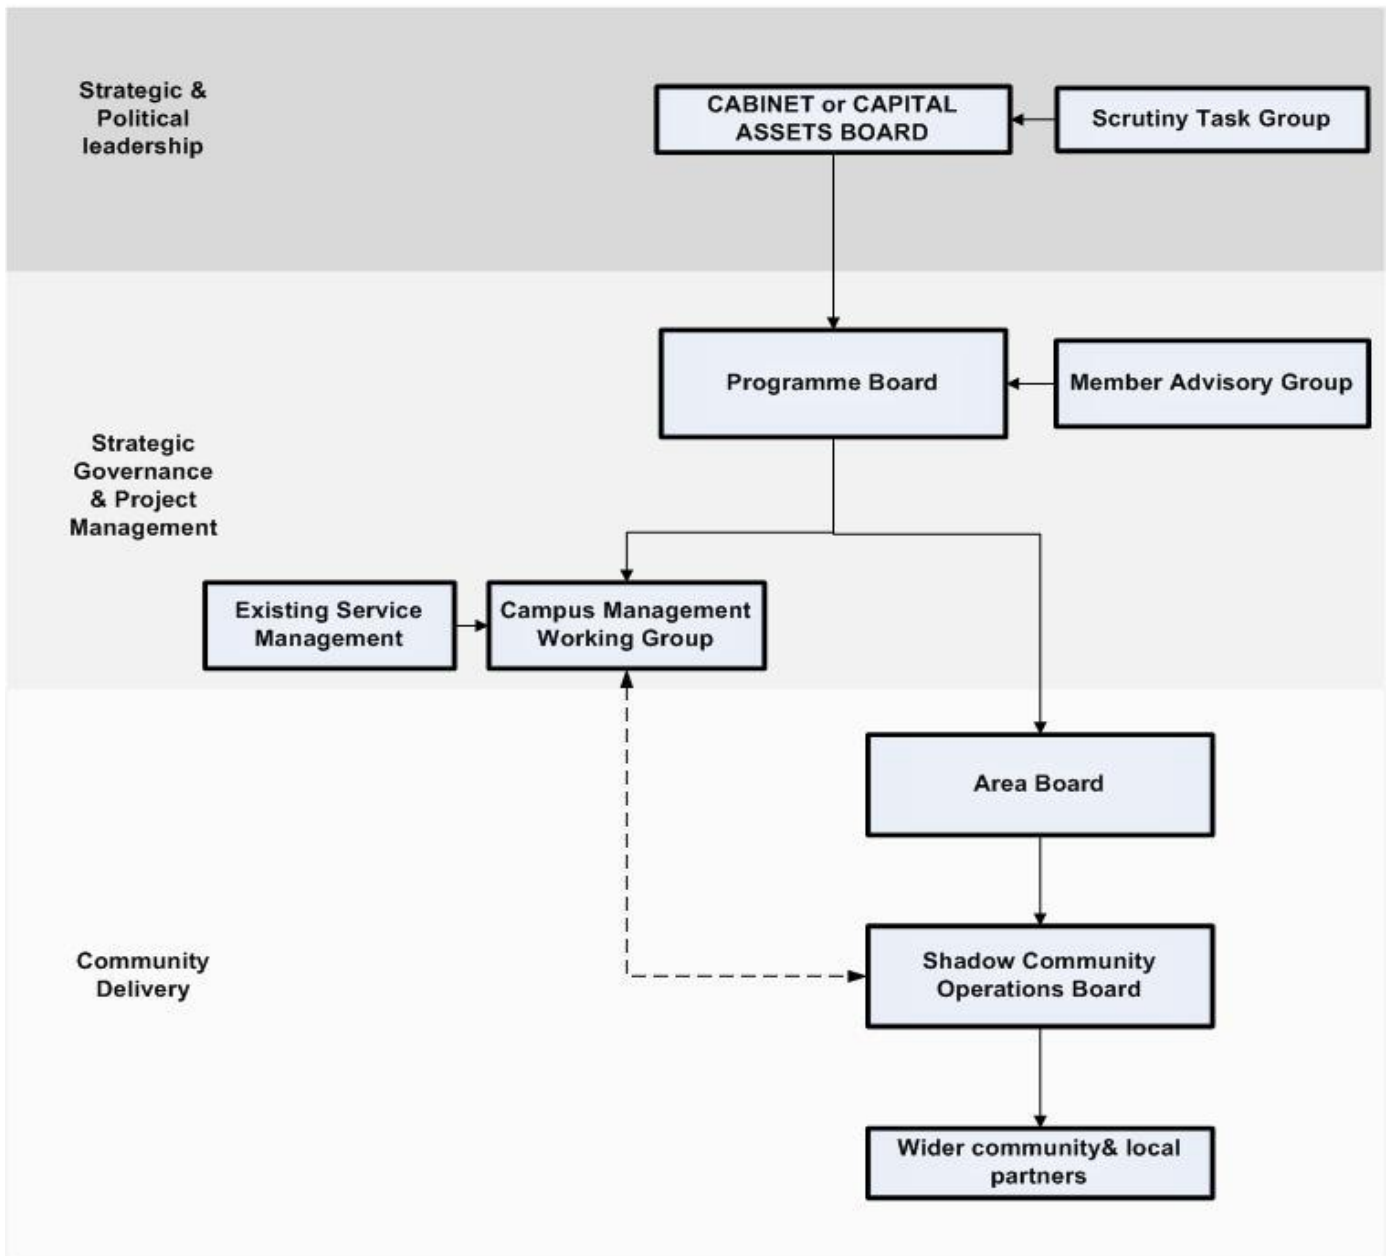 Strategic &
Political
leadership
CABINET or CAPITAL
ASSETS BOARD
Scrutiny Task Group
Programme Board
Member Advisory Group
Strategic
Governance
& Project
Management
Existing Service
Management
Campus Management
Working Group
Area Board
Community
Delivery
Shadow Community
Operations Board
Wider community& local
partners